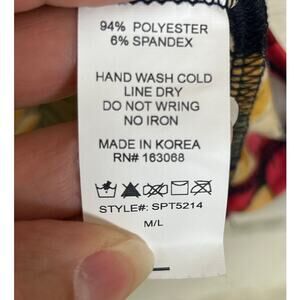 94% POLYESTER
6% SPANDEX
HAND WASH COLD
LINE DRY
DO NOT WRING
NO IRON
MADE IN KOREA
RN# 163068
STYLE#: SPT5214
M/L